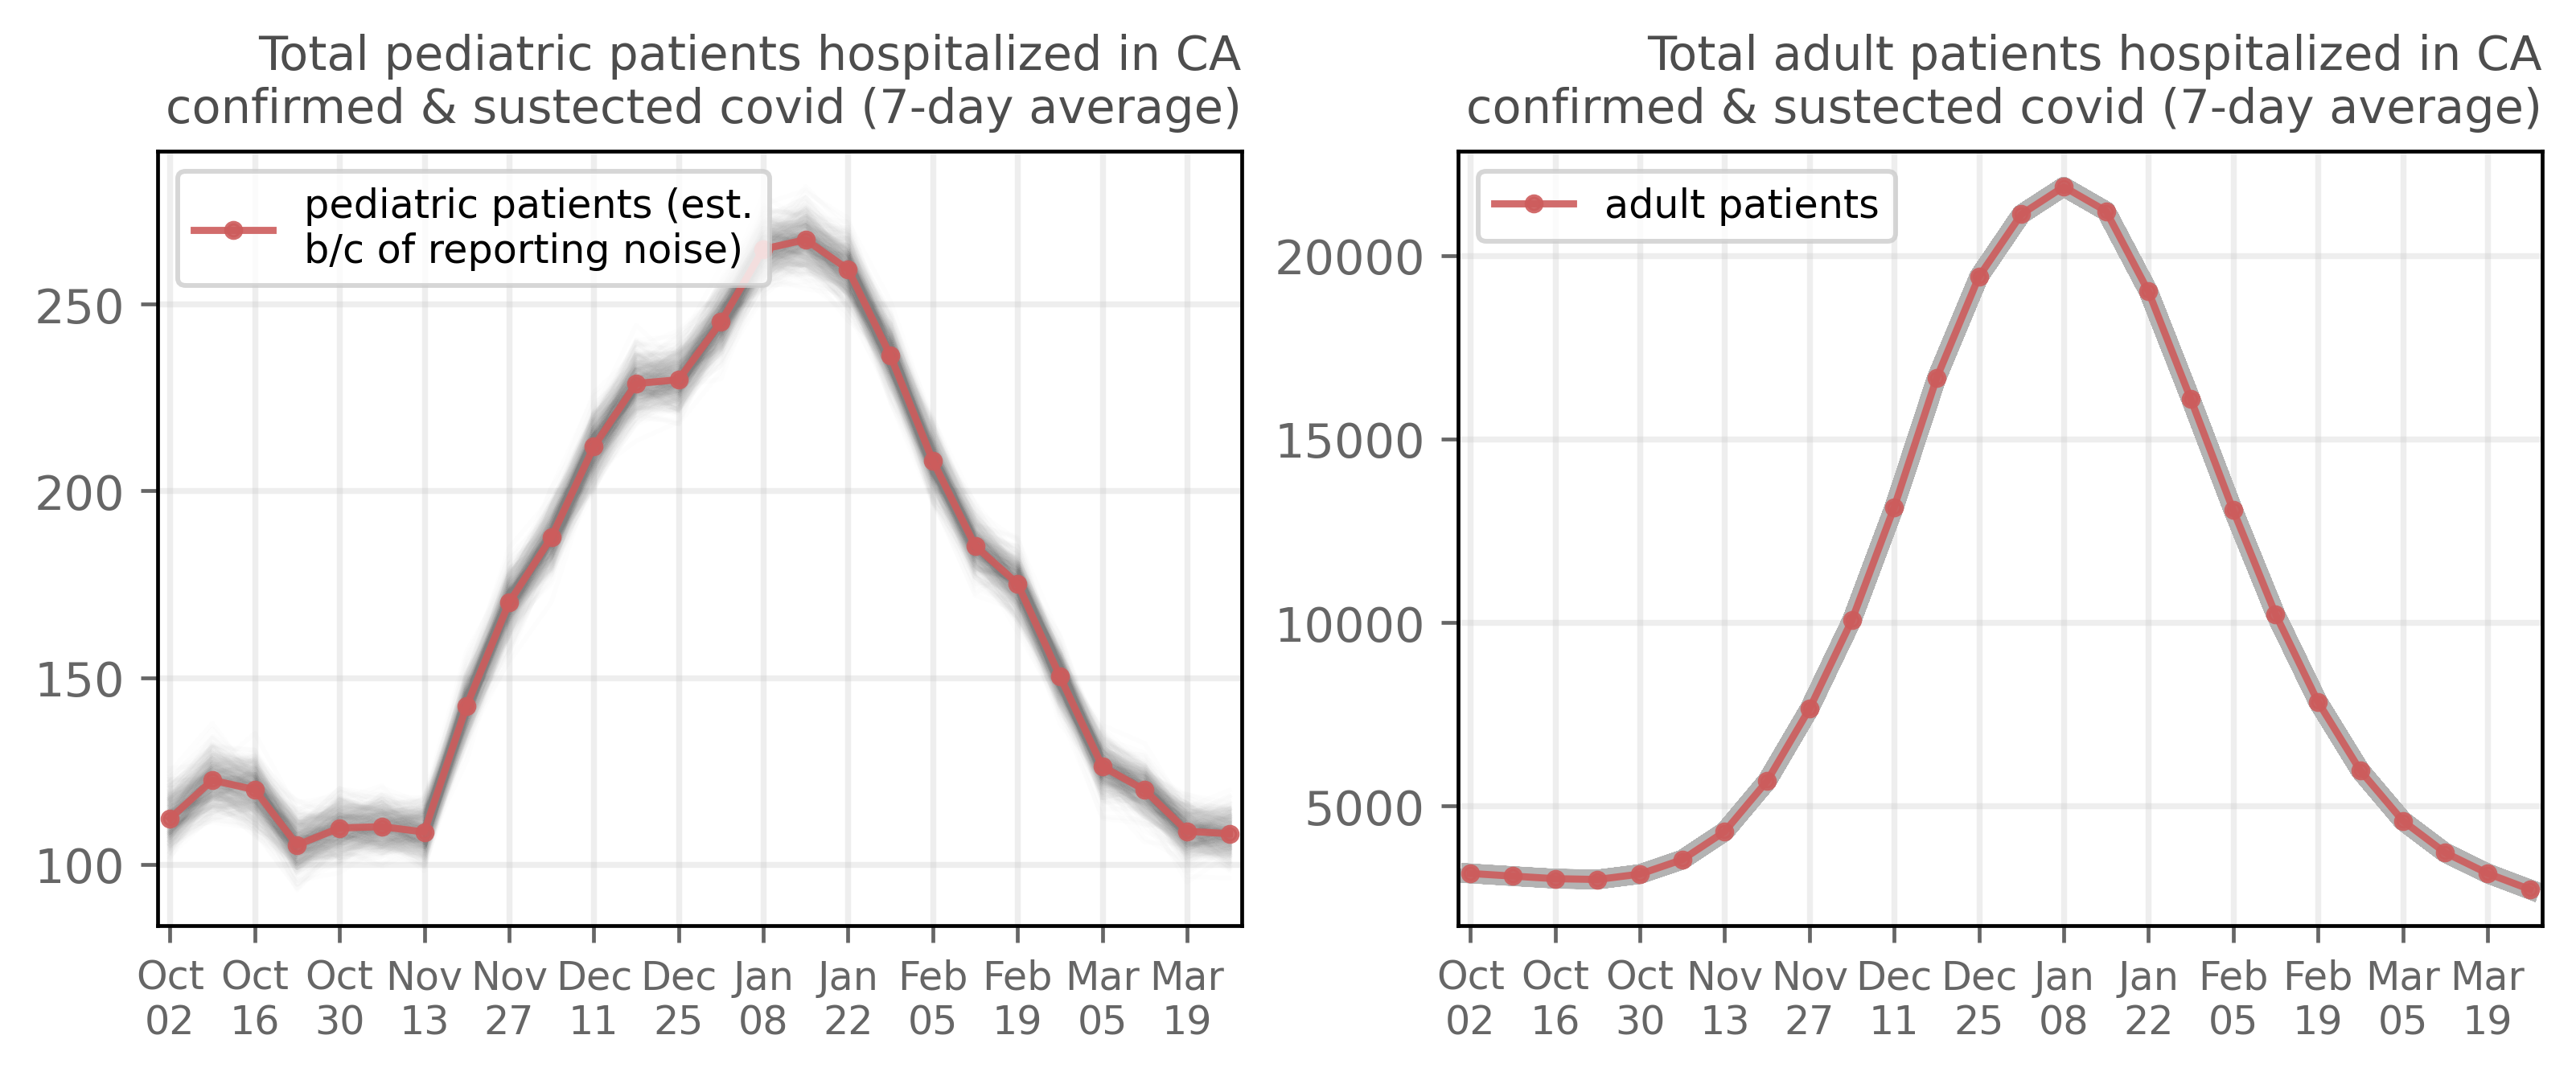 Total pediatric patients hospitalized in CA
confirmed & sustected covid (7-day average)
pediatric patients (est.
b/c of reporting noise)
250
200
150
100
Oct Oct Oct Nov Nov Dec Dec Jan Jan Feb Feb Mar Mar
02 16 30 13 27 11 25 08 22 05 19 05 19
Total adult patients hospitalized in CA
confirmed & sustected covid (7-day average)
adult patients
20000
15000
10000
5000
Oct Oct Oct Nov Nov Dec Dec Jan Jan Feb Feb Mar Mar
02 16 30 13 27 11 25 08 22 05 19 05 19